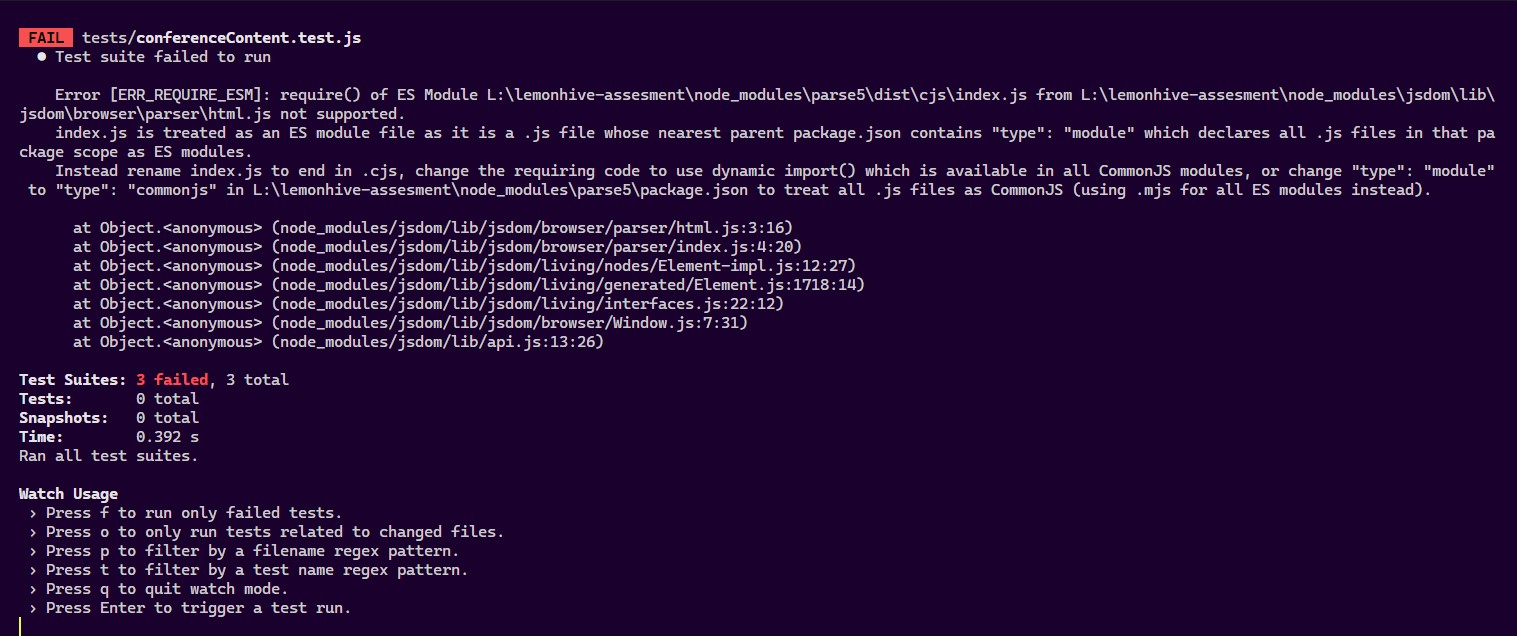 FAIL tests/conferenceContent.test.js
● Test suite failed to run
Error [ERR_REQUIRE_ESM]: require() of ES Module L:\lemonhive-assesment\node_modules\parse5\dist\cjs\index.js from L:\lemonhive-assesment\node_modules\jsdom\lib\
jsdom\browser\parser\html.js not supported.
index.js is treated as an ES module file as it is a .js file whose nearest parent package.json contains "type": "module" which declares all .js files in that pa
ckage scope as ES modules.
Instead rename index.js to end in .cjs, change the requiring code to use dynamic import() which is available in all CommonJS modules, or change "type": "module"
to "type": "commonjs" in L:\lemonhive-assesment\node_modules\parse5\package.json to treat all .js files as CommonJS (using .mjs for all ES modules instead).
at Object.<anonymous> (node_modules/jsdom/lib/jsdom/browser/parser/html.js:3:16)
at Object.<anonymous> (node_modules/jsdom/lib/jsdom/browser/parser/index.js:4:20)
at Object.<anonymous> (node_modules/jsdom/lib/jsdom/living/nodes/Element-impl.js:12:27)
at Object.<anonymous> (node_modules/jsdom/lib/jsdom/living/generated/Element.js:1718:14)
at Object.<anonymous> (node_modules/jsdom/lib/jsdom/living/interfaces.js:22:12)
at Object.<anonymous> (node_modules/jsdom/lib/jsdom/browser/Window.js:7:31)
at Object.<anonymous> (node_modules/jsdom/lib/api.js:13:26)
Test Suites: 3 failed, 3 total
Tests: 0 total
Snapshots: 0 total
Time: 0.392 s
Ran all test suites.
Watch Usage
› Press f to run only failed tests.
› Press o to only run tests related to changed files.
› Press p to filter by a filename regex pattern.
› Press t to filter by a test name regex pattern.
› Press q to quit watch mode.
› Press Enter to trigger a test run.